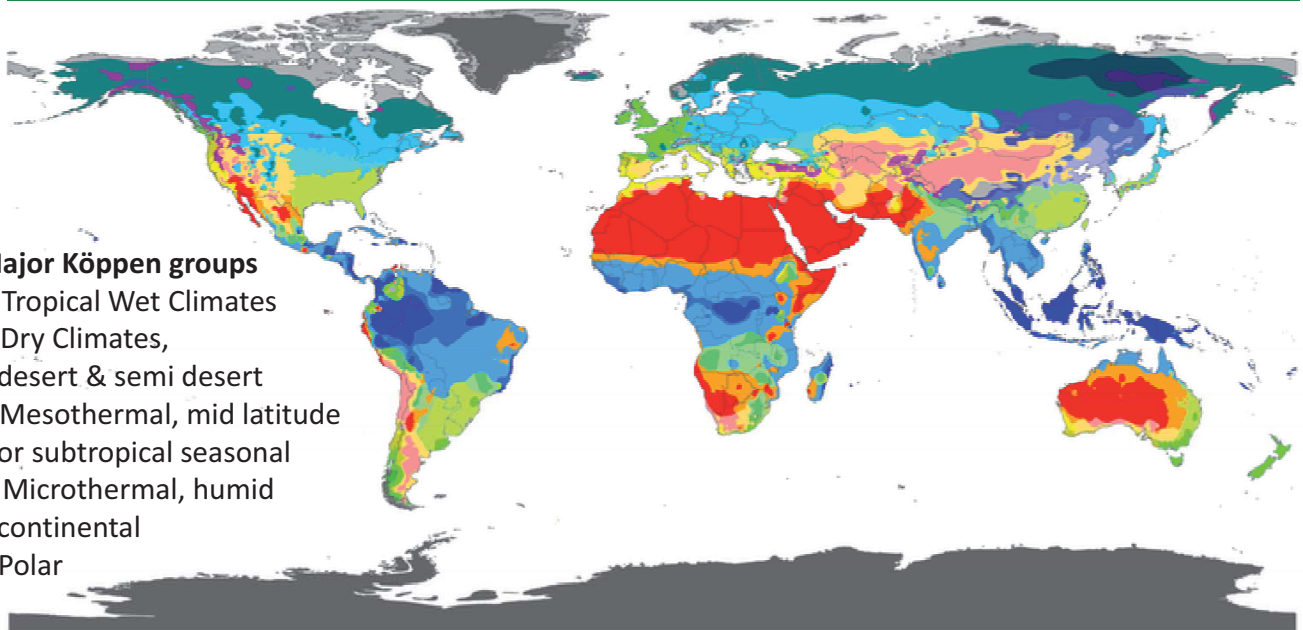 ajor Köppen groups
Tropical Wet Climates
Dry Climates,
desert & semi desert
Mesothermal, mid latitude
or subtropical seasonal
Microthermal, humid
continental
Polar